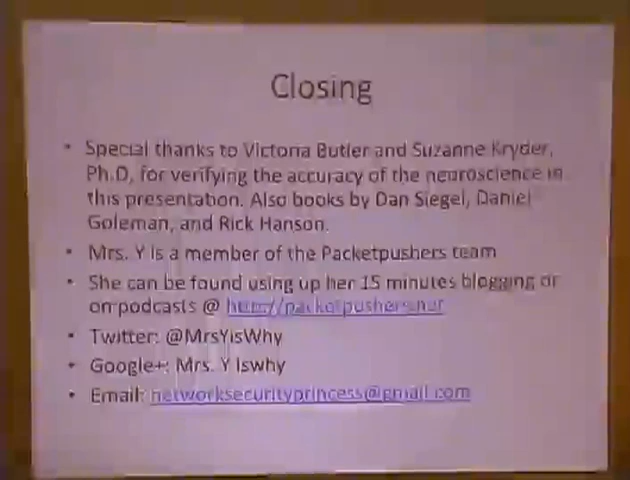 Closing
• Special thanks to Victoria Butler and Suzanne Kryder,
Ph.D, for verifying the accuracy of the neuroscience in
this presentation. Also books by Dan Siegel, Daniel
Goleman, and Rick Hanson.
• Mrs. Y is a member of the Packetpushers team
• She can be found using up her 15 minutes blogging or
on podcasts @ http://packetpushers.net
• Twitter: @MrsYisWhy
• Google+: Mrs. Y Iswhy
• Email: networksecurityprincess@gmail.com